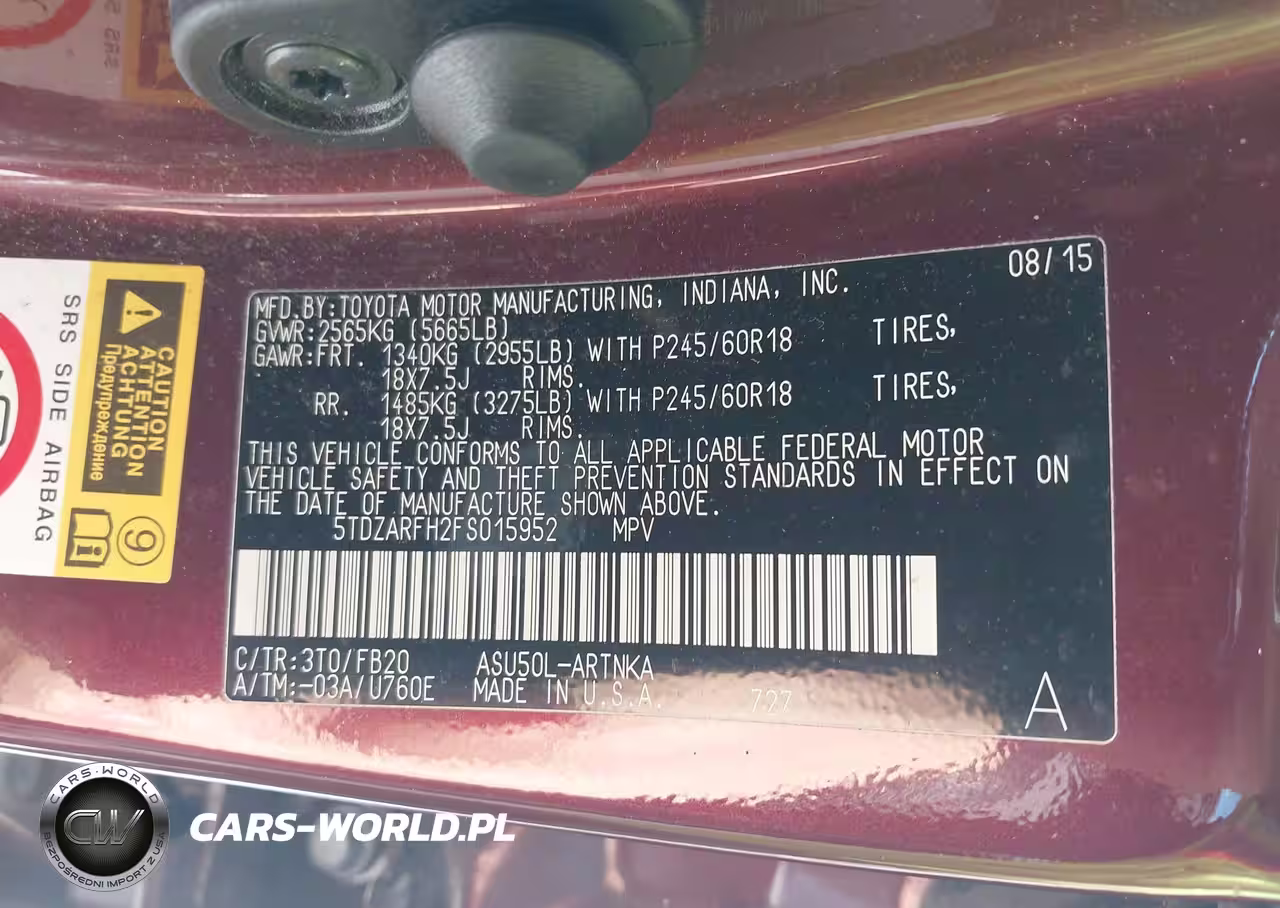 08/15
MFD.BY:TOYOTA MOTOR MANUFACTURING, INDIANA, INC.
GVWR:2565KG (5665LB)
GAWR:FRT. 1340KG (2955LB) WITH P245/60R18 TIRES,
18X7.5J RIMS.
RR. 1485KG (3275LB) WITH P245/60R18 TIRES,
18X7.5J RIMS.
THIS VEHICLE CONFORMS TO ALL APPLICABLE FEDERAL MOTOR
VEHICLE SAFETY AND THEFT PREVENTION STANDARDS IN EFFECT ON
THE DATE OF MANUFACTURE SHOWN ABOVE.
5TDZARFH2FS015952 MPV
C/TR:3T0/FB20 ASU50L-ARTNKA
A/TM:-03A/U760E MADE IN U.S.A. 727
A
CAUTION
ATTENTION
ACHTUNG
Предупреждение
SRS SIDE AIRBAG
9
i
CARS-WORLD
CW
BEZPOŚREDNI IMPORT Z USA
CARS-WORLD.PL